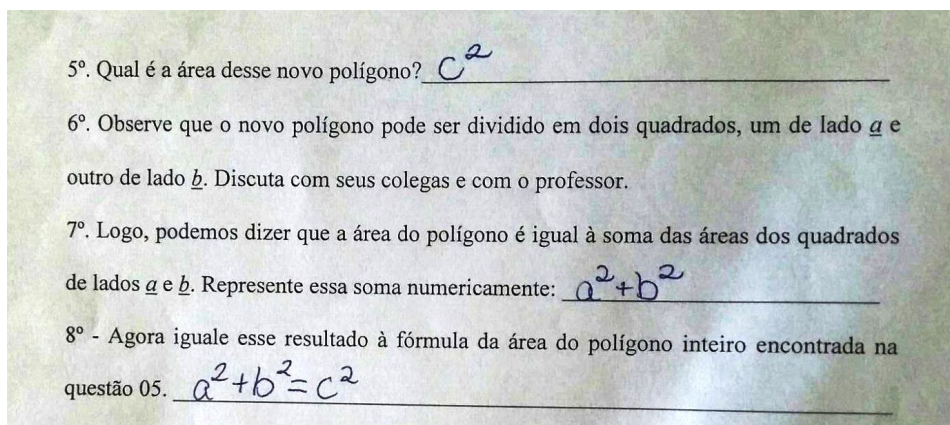 5º. Qual é a área desse novo polígono? c²
6º. Observe que o novo polígono pode ser dividido em dois quadrados, um de lado a e
outro de lado b. Discuta com seus colegas e com o professor.
7º. Logo, podemos dizer que a área do polígono é igual à soma das áreas dos quadrados
de lados a e b. Represente essa soma numericamente: a²+b²
8º - Agora iguale esse resultado à fórmula da área do polígono inteiro encontrada na
questão 05. a²+b²=c²